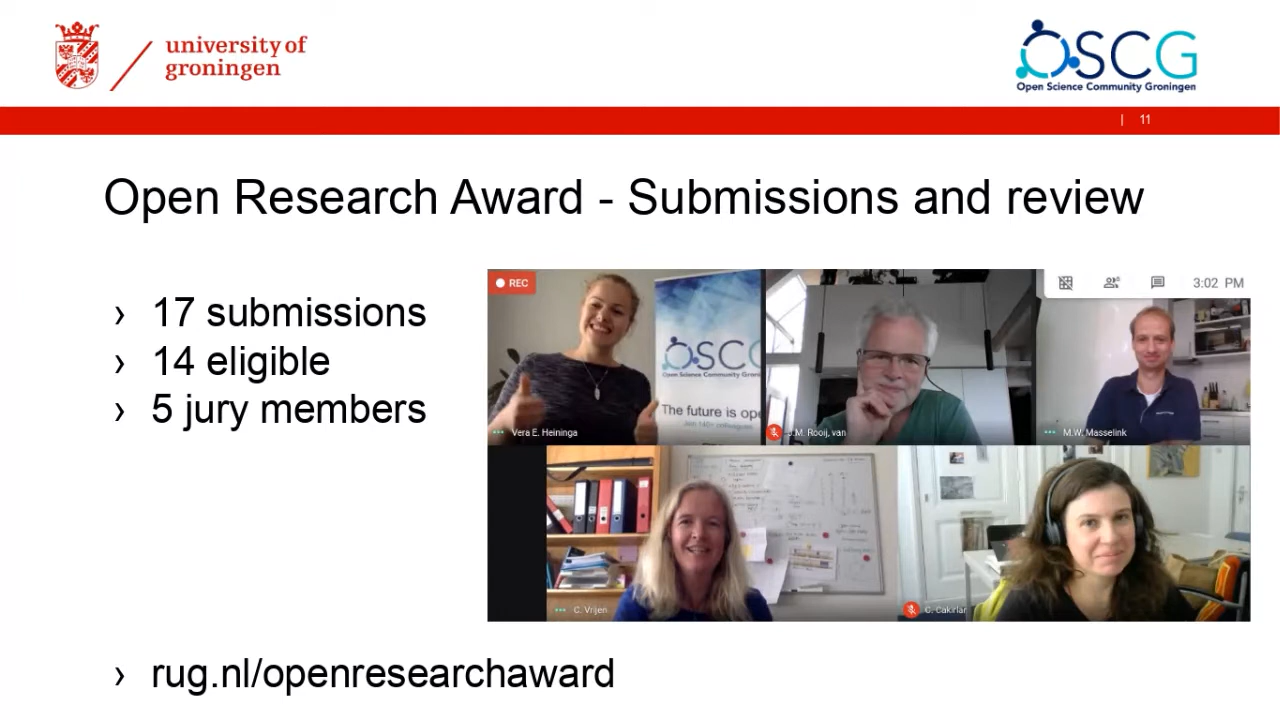 university of
groningen
OSCG
Open Science Community Groningen
| 11
Open Research Award - Submissions and review
› 17 submissions
› 14 eligible
› 5 jury members
REC
3:02 PM
OSCG
Open Science Community Groni
The future is ope
Vera E. Heininga
J.M. Rooij, van
M.W. Masselink
C. Vrijen
C. Cakirlar
› rug.nl/openresearchaward